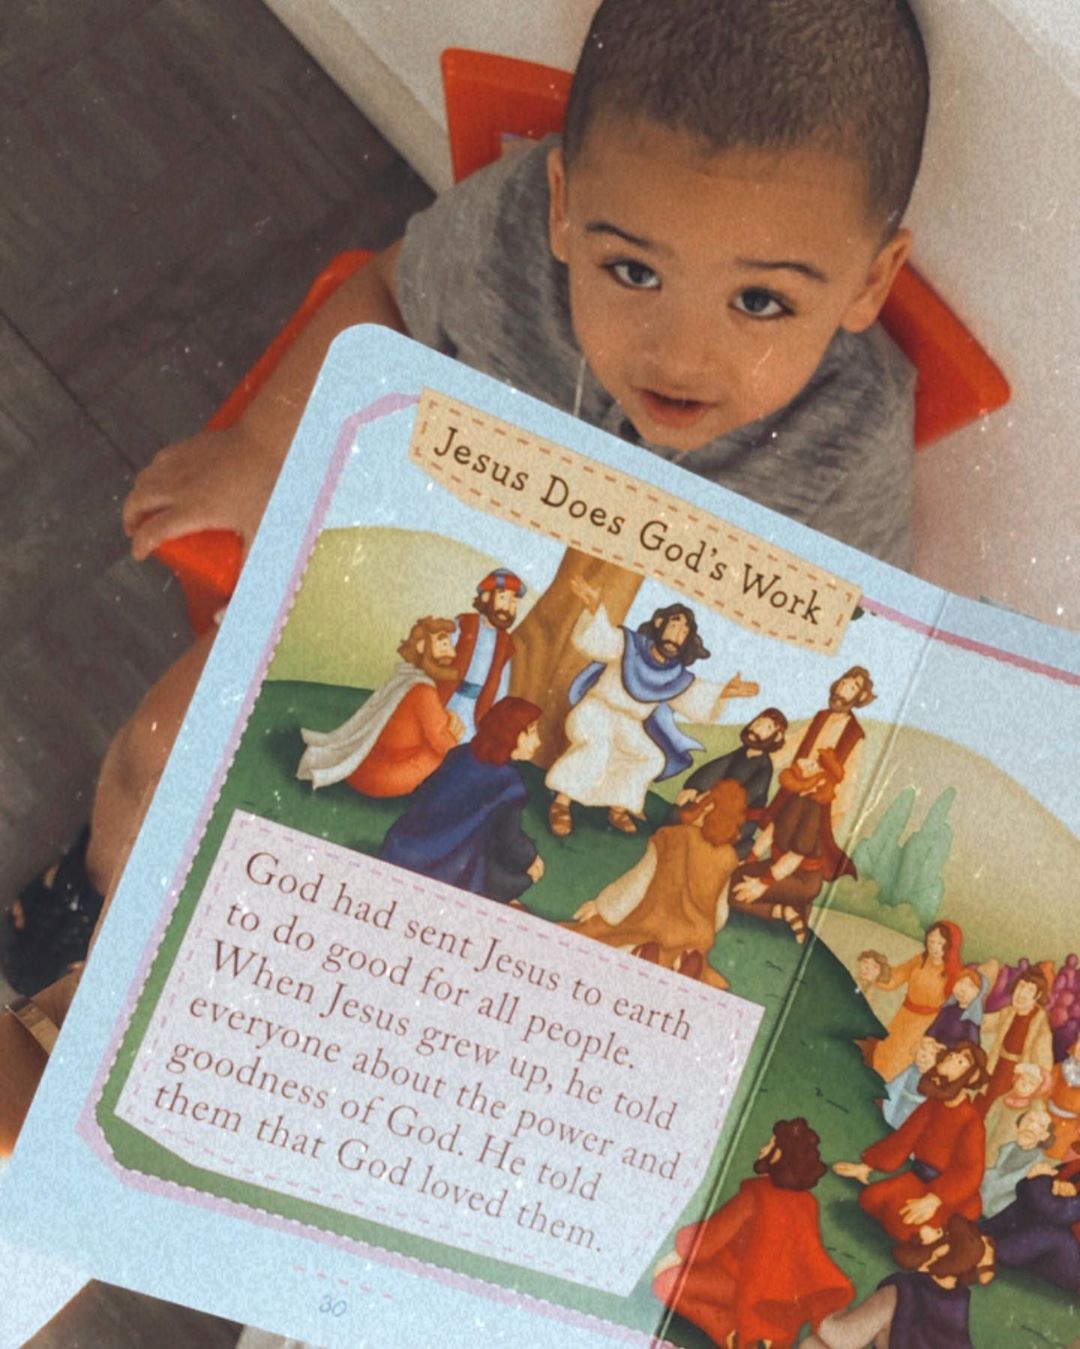 Jesus Does God's Work
God had sent Jesus to earth
to do good for all people.
When Jesus grew up, he told
everyone about the power and
goodness of God. He told
them that God loved them.
30